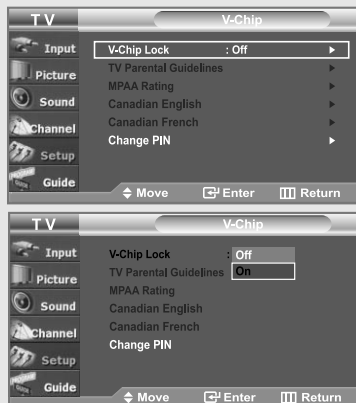 TV V-Chip
Input
Picture
Sound
Channel
Setup
Guide
V-Chip Lock : Off
TV Parental Guidelines
MPAA Rating
Canadian English
Canadian French
Change PIN
Move Enter Return
TV V-Chip
Input
Picture
Sound
Channel
Setup
Guide
V-Chip Lock : Off
TV Parental Guidelines On
MPAA Rating
Canadian English
Canadian French
Change PIN
Move Enter Return